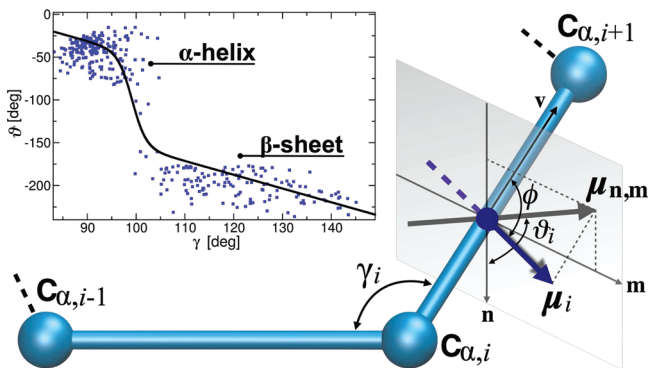 0
-50
-100
-150
-200
ϑ [deg]
90 100 110 120 130 140
γ [deg]
α-helix
β-sheet
Cα,i+1
v
ϕ
μn,m
ϑi
μi
m
n
γi
Cα,i-1
Cα,i